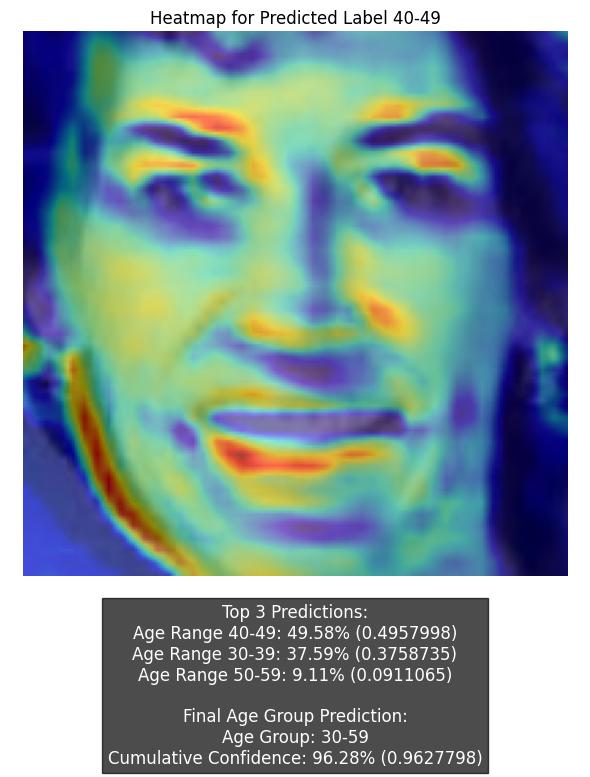 Heatmap for Predicted Label 40-49
Top 3 Predictions:
Age Range 40-49: 49.58% (0.4957998)
Age Range 30-39: 37.59% (0.3758735)
Age Range 50-59: 9.11% (0.0911065)
Final Age Group Prediction:
Age Group: 30-59
Cumulative Confidence: 96.28% (0.9627798)